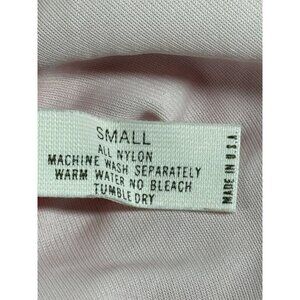 SMALL
ALL NYLON
MACHINE WASH SEPARATELY
WARM WATER NO BLEACH
TUMBLE DRY
MADE IN U.S.A.